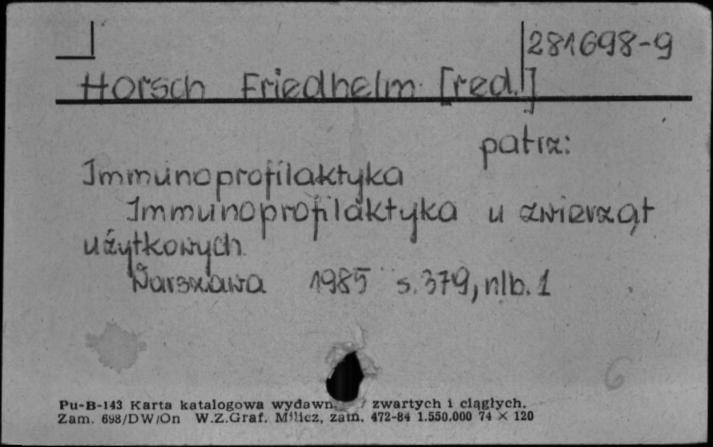 281698-9
Horsch Friedhelm [red.]
patrz:
Immunoprofilaktyka
Immunoprofilaktyka u zwierząt
użytkowych.
Warszawa 1985 s. 379, nlb. 1
6
Pu-B-143 Karta katalogowa wydawn. zwartych i ciągłych.
Zam. 698/DW/On W.Z.Graf. Milicz, zam. 472-84 1.550.000 74 × 120